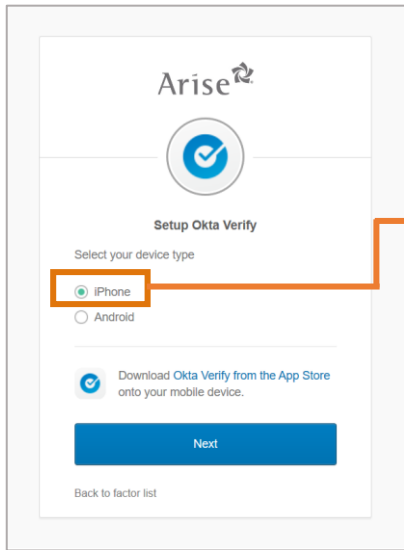 Arise
Setup Okta Verify
Select your device type
iPhone
Android
Download Okta Verify from the App Store
onto your mobile device.
Next
Back to factor list